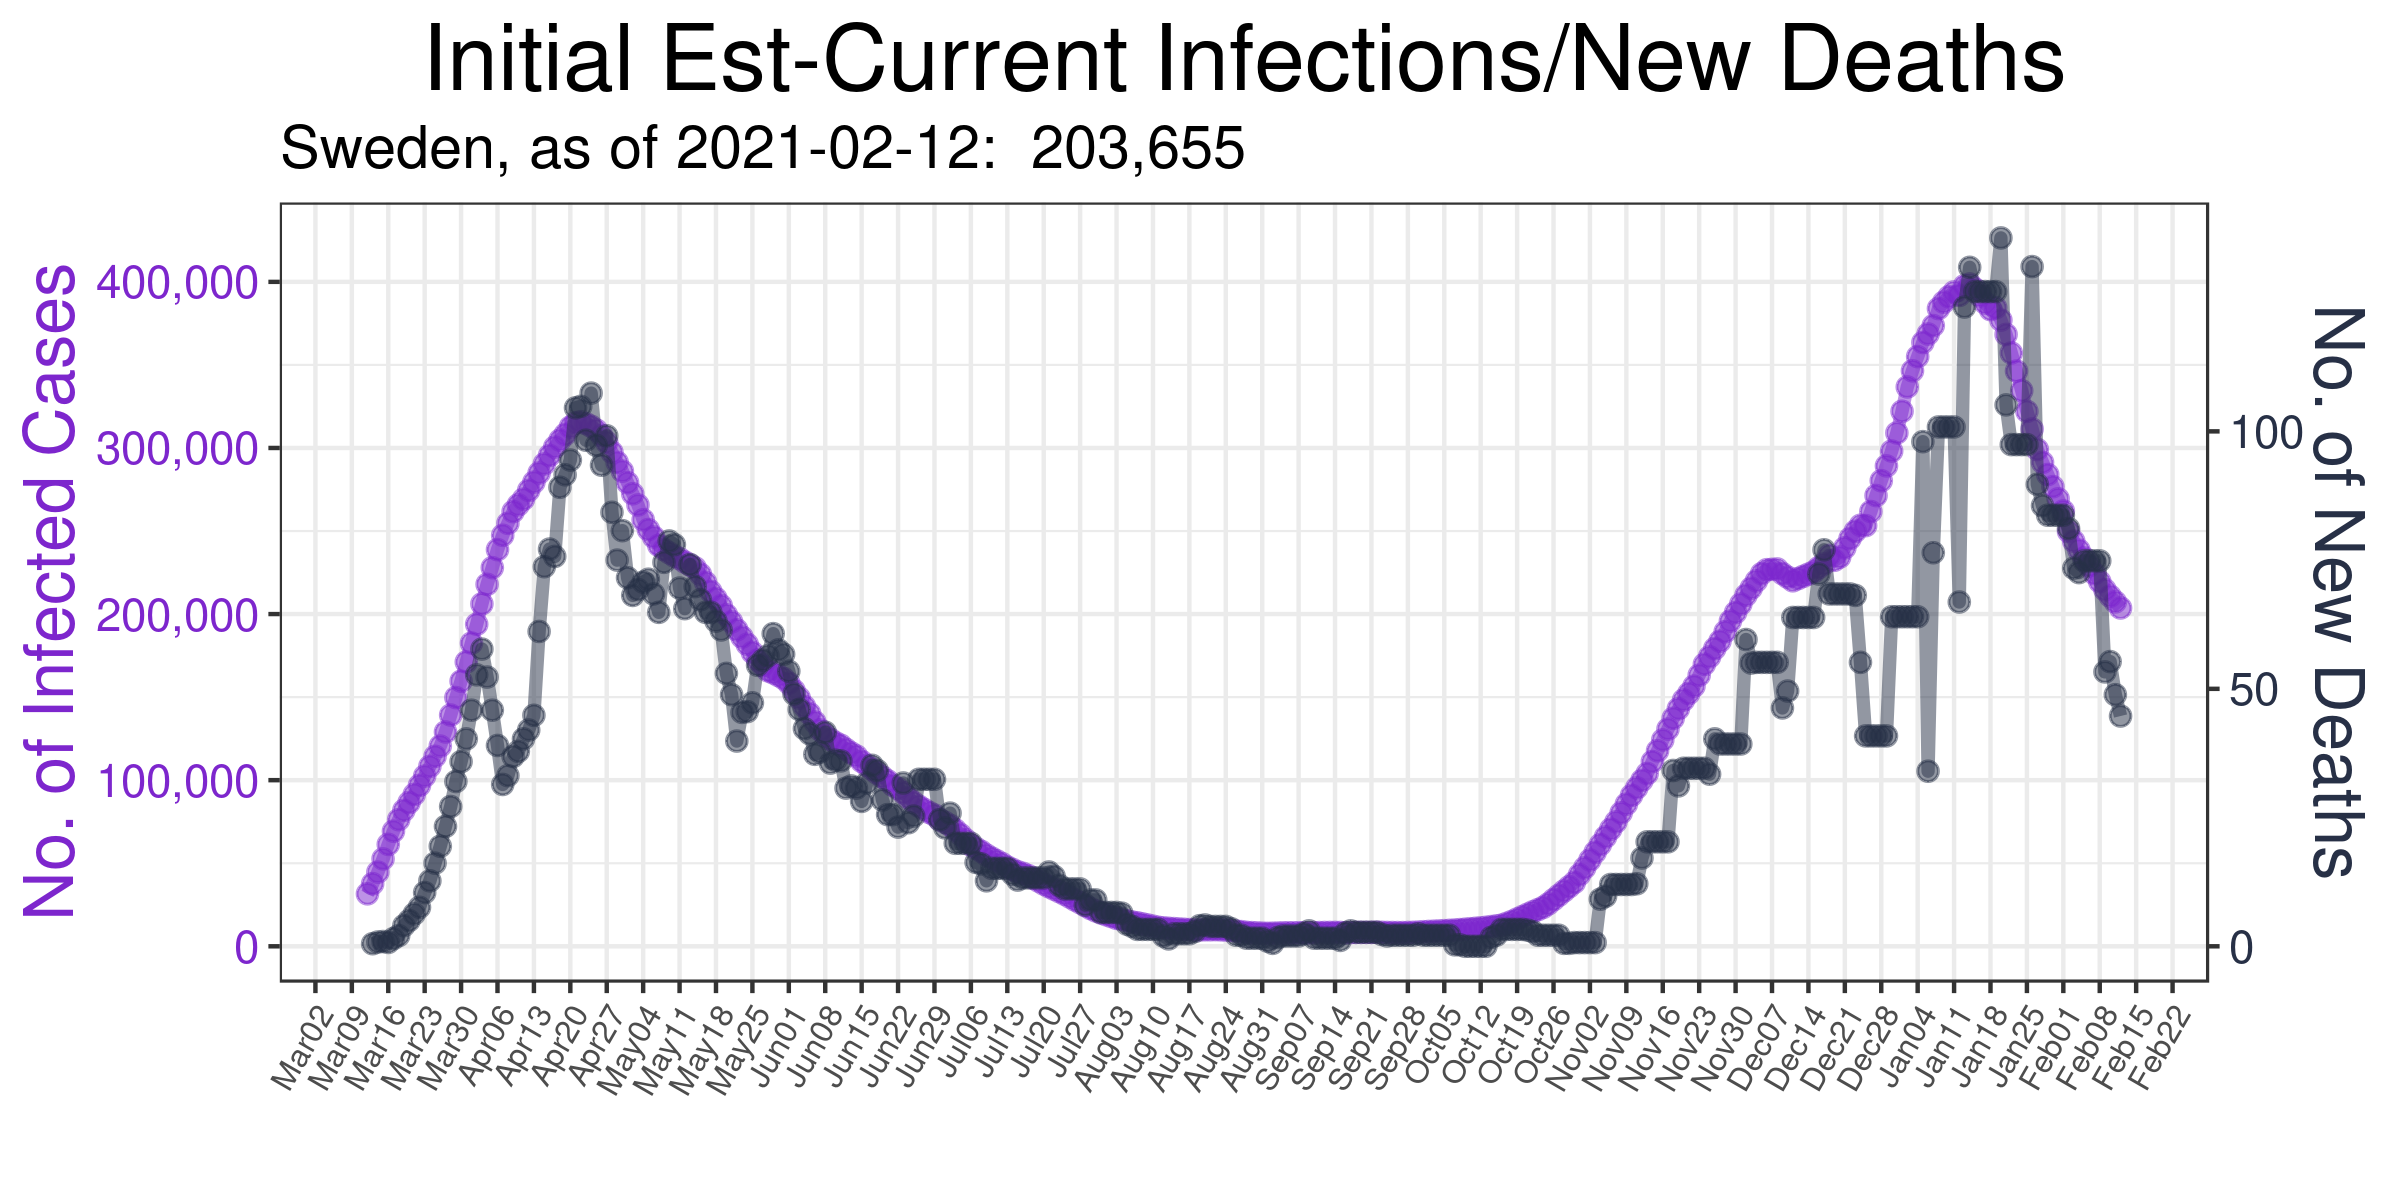 Initial Est-Current Infections/New Deaths
Sweden, as of 2021-02-12: 203,655
No. of Infected Cases
400,000
300,000
200,000
100,000
0
100
50
0
No. of New Deaths
Mar02
Mar09
Mar16
Mar23
Mar30
Apr06
Apr13
Apr20
Apr27
May04
May11
May18
May25
Jun01
Jun08
Jun15
Jun22
Jun29
Jul06
Jul13
Jul20
Jul27
Aug03
Aug10
Aug17
Aug24
Aug31
Sep07
Sep14
Sep21
Sep28
Oct05
Oct12
Oct19
Oct26
Nov02
Nov09
Nov16
Nov23
Nov30
Dec07
Dec14
Dec21
Dec28
Jan04
Jan11
Jan18
Jan25
Feb01
Feb08
Feb15
Feb22